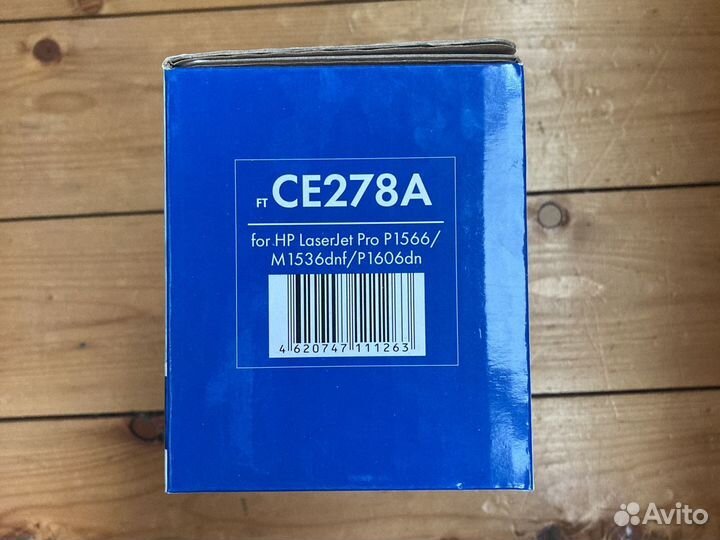 FT CE278A
for HP LaserJet Pro P1566/
M1536dnf/P1606dn
4 620747 111263
Avito